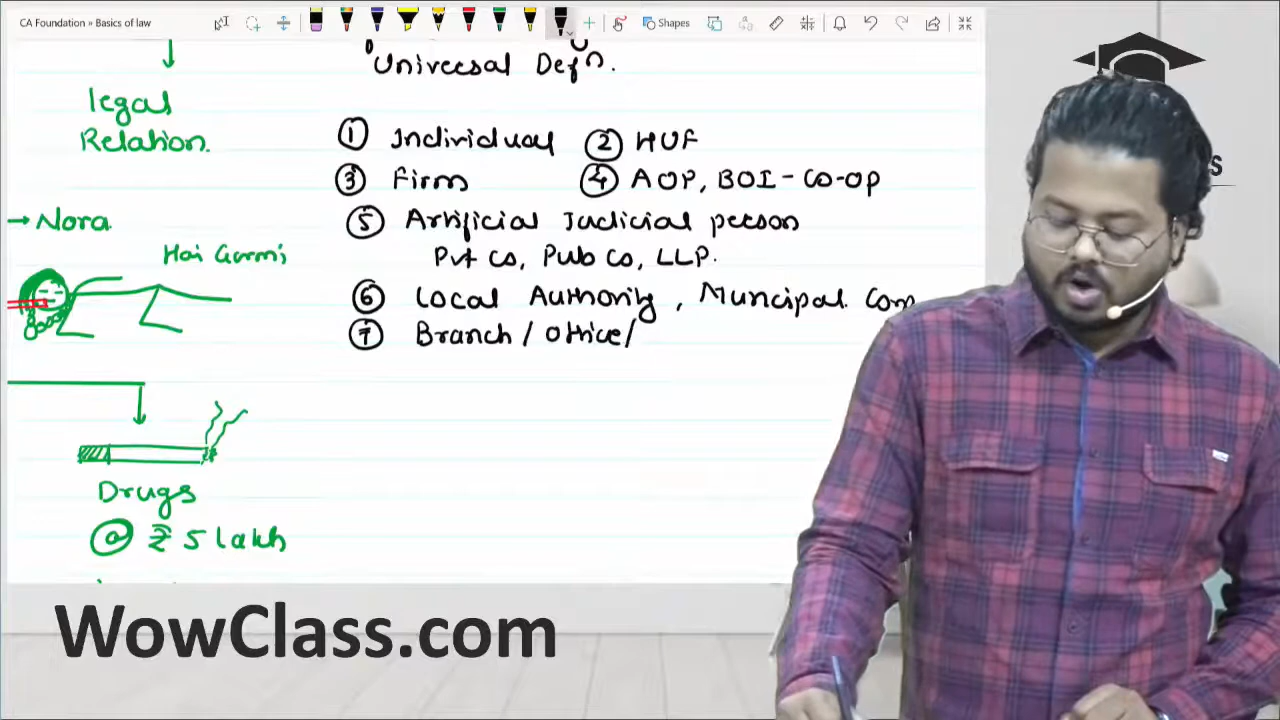 CA Foundation » Basics of law
Shapes
Universal Defn.
legal
Relation.
① Individual ② HUF
③ Firm
④ AOP, BOI - CO-OP
⑤ Artificial Judicial person
Pvt Co, Pub Co, LLP.
→ Nora
Hai Garmi
⑥ Local Authority, Muncipal. Corp
⑦ Branch / Office/
Drugs
@ ₹ 5 lakh
S
WowClass.com